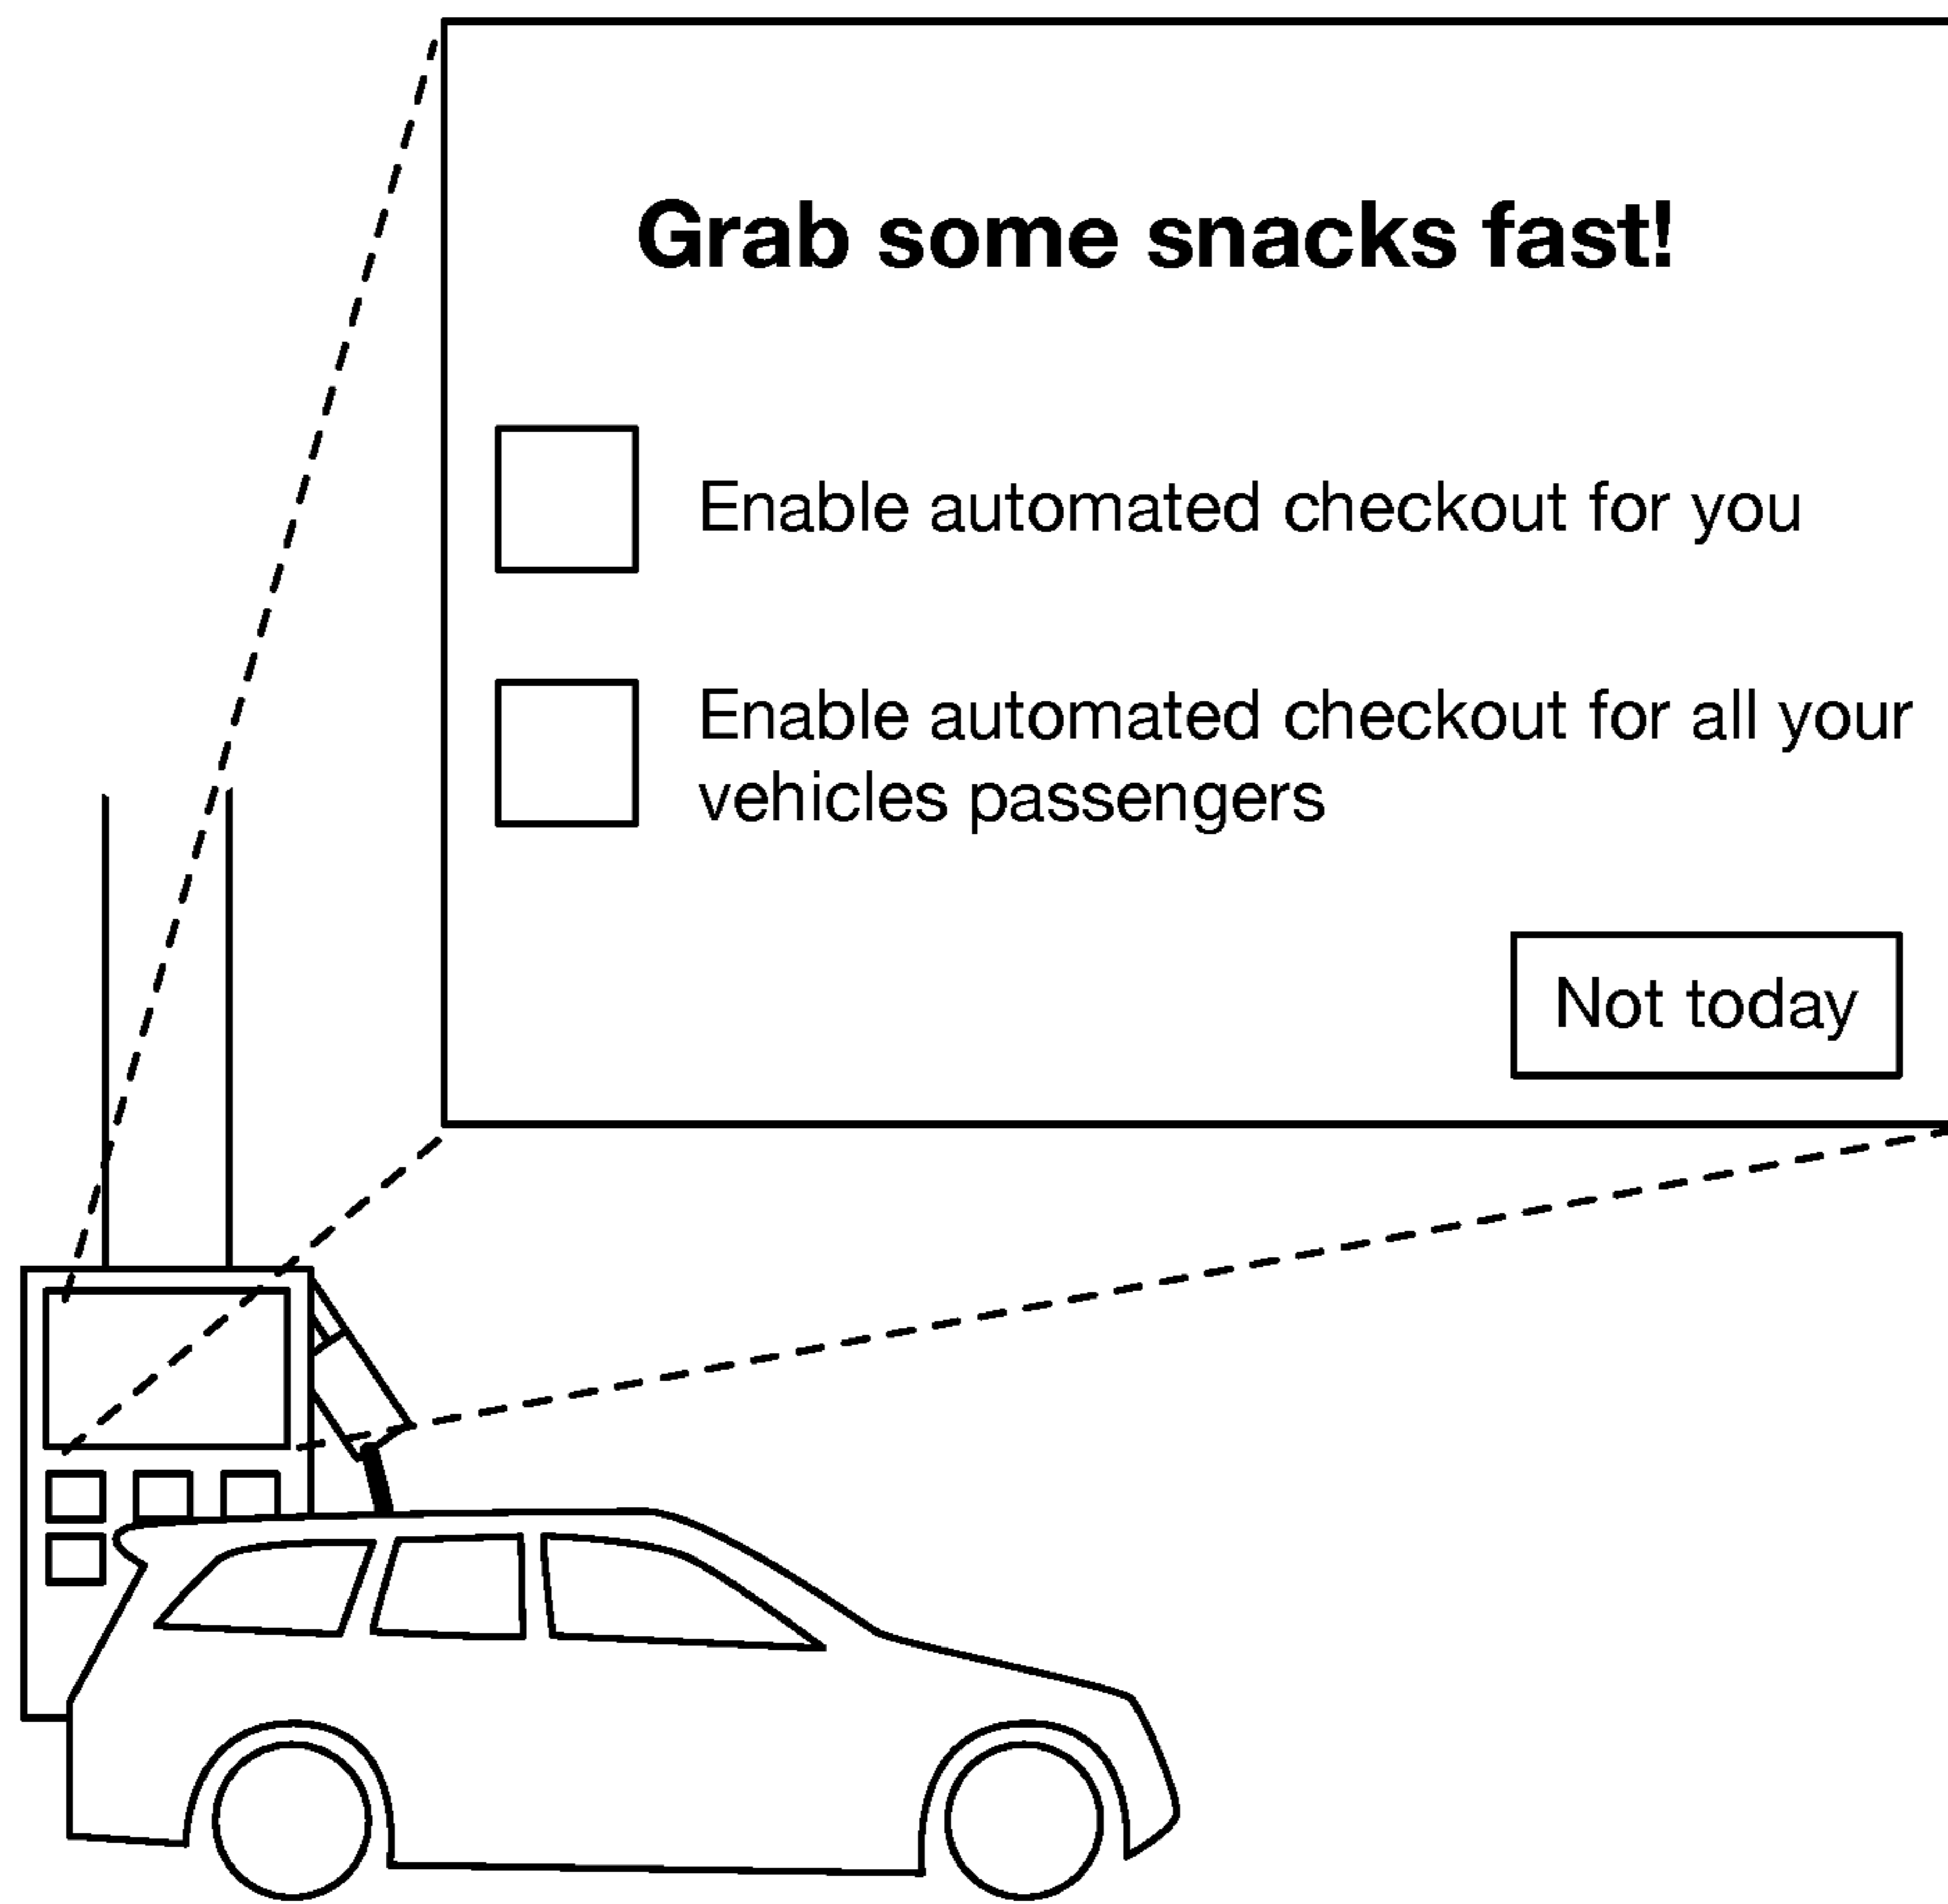 Grab some snacks fast!
Enable automated checkout for you
Enable automated checkout for all your
vehicles passengers
Not today